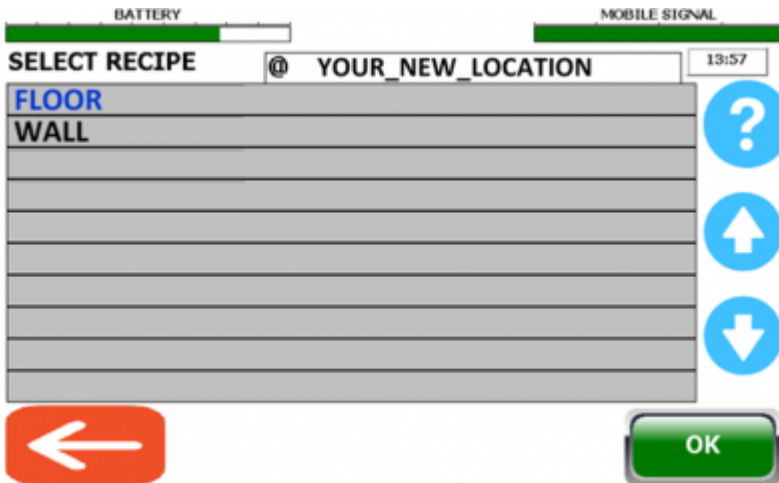 BATTERY
MOBILE SIGNAL
SELECT RECIPE
@ YOUR_NEW_LOCATION
13:57
FLOOR
WALL
?
OK